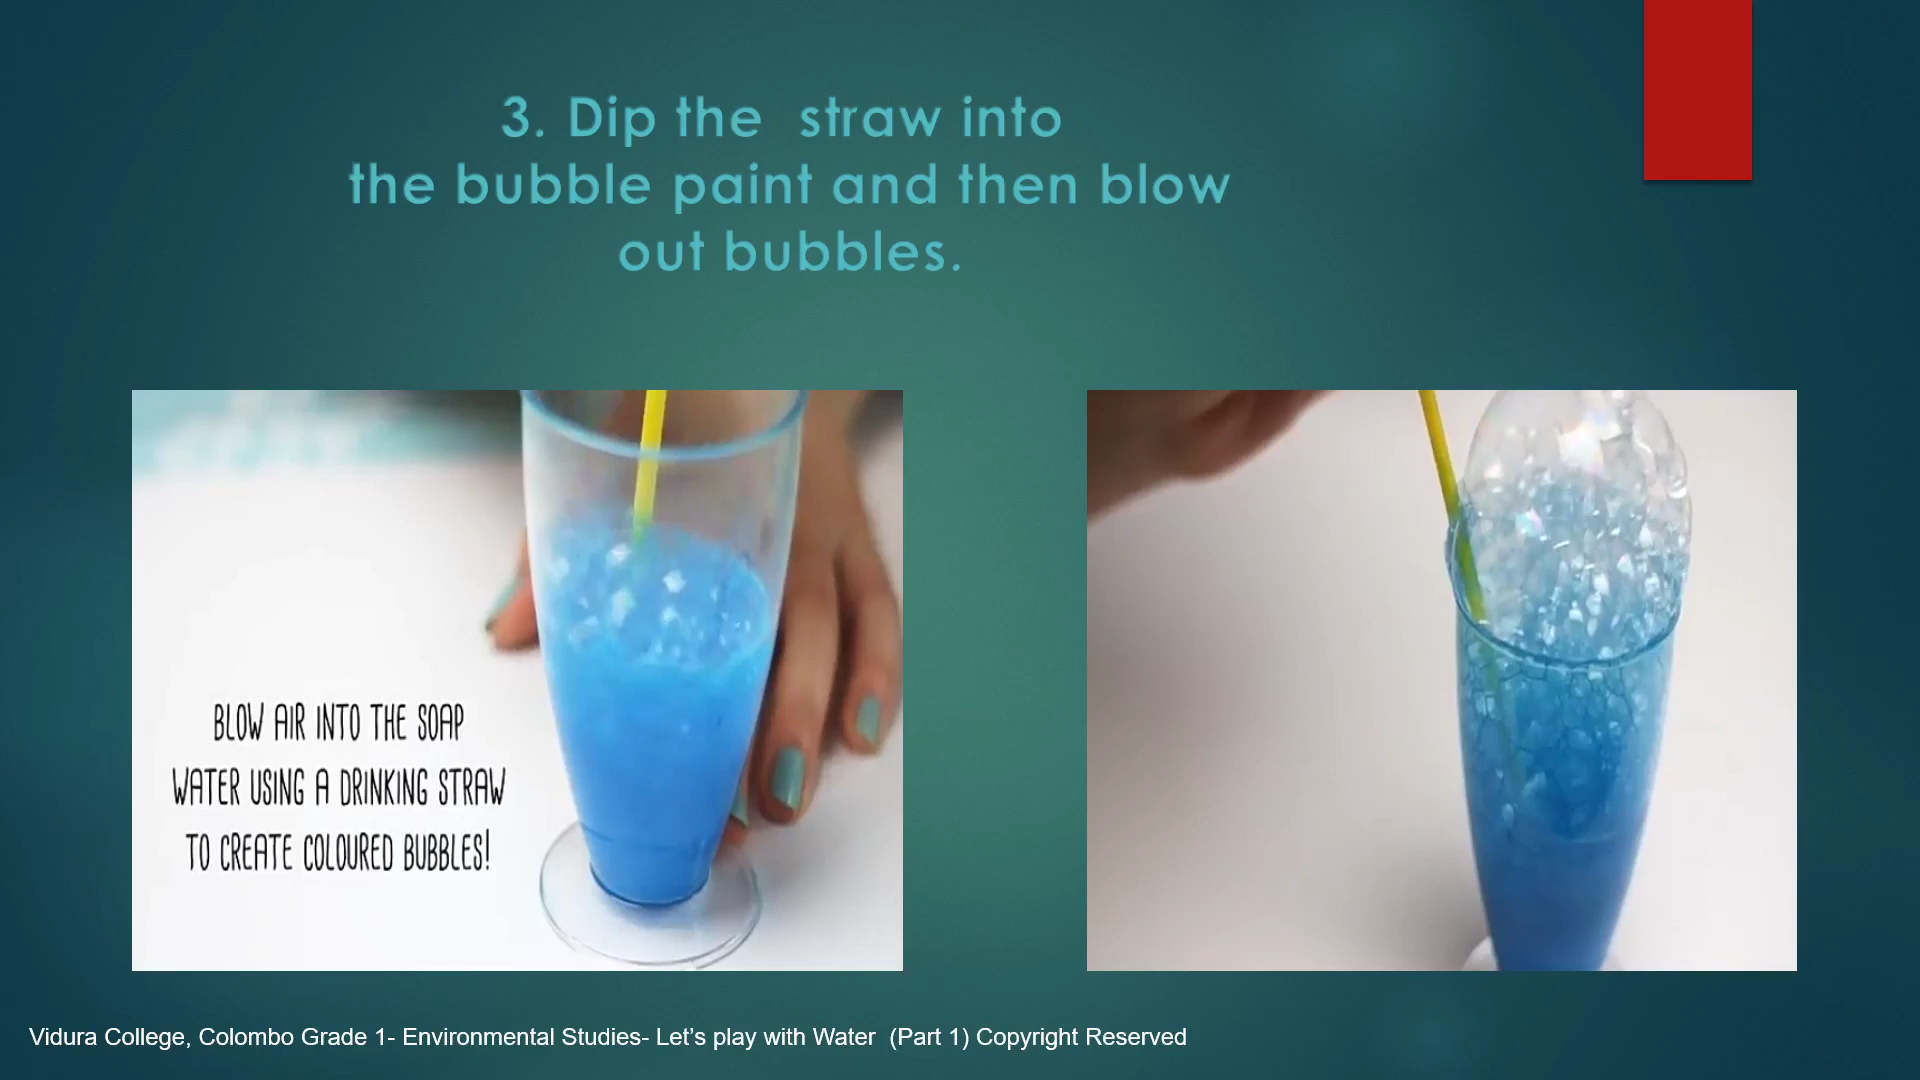 3. Dip the  straw into
the bubble paint and then blow
out bubbles.
BLOW AIR INTO THE SOAP
WATER USING A DRINKING STRAW
TO CREATE COLOURED BUBBLES!
Vidura College, Colombo Grade 1- Environmental Studies- Let’s play with Water  (Part 1) Copyright Reserved